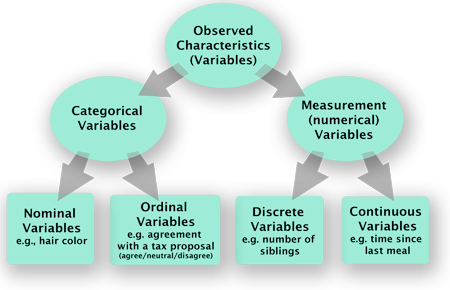 Observed
Characteristics
(Variables)
Categorical
Variables
Measurement
(numerical)
Variables
Nominal
Variables
e.g., hair color
Ordinal
Variables
e.g. agreement
with a tax proposal
(agree/neutral/disagree)
Discrete
Variables
e.g. number of
siblings
Continuous
Variables
e.g. time since
last meal